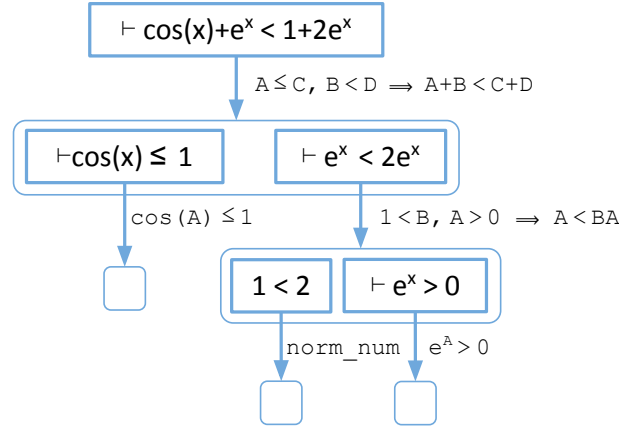 ⊢ cos(x)+eˣ < 1+2eˣ
A ≤ C, B < D ⟹ A+B < C+D
⊢cos(x) ≤ 1
⊢ eˣ < 2eˣ
cos(A) ≤ 1
1 < B, A > 0 ⟹ A < BA
1 < 2
⊢ eˣ > 0
norm_num
eᴬ > 0